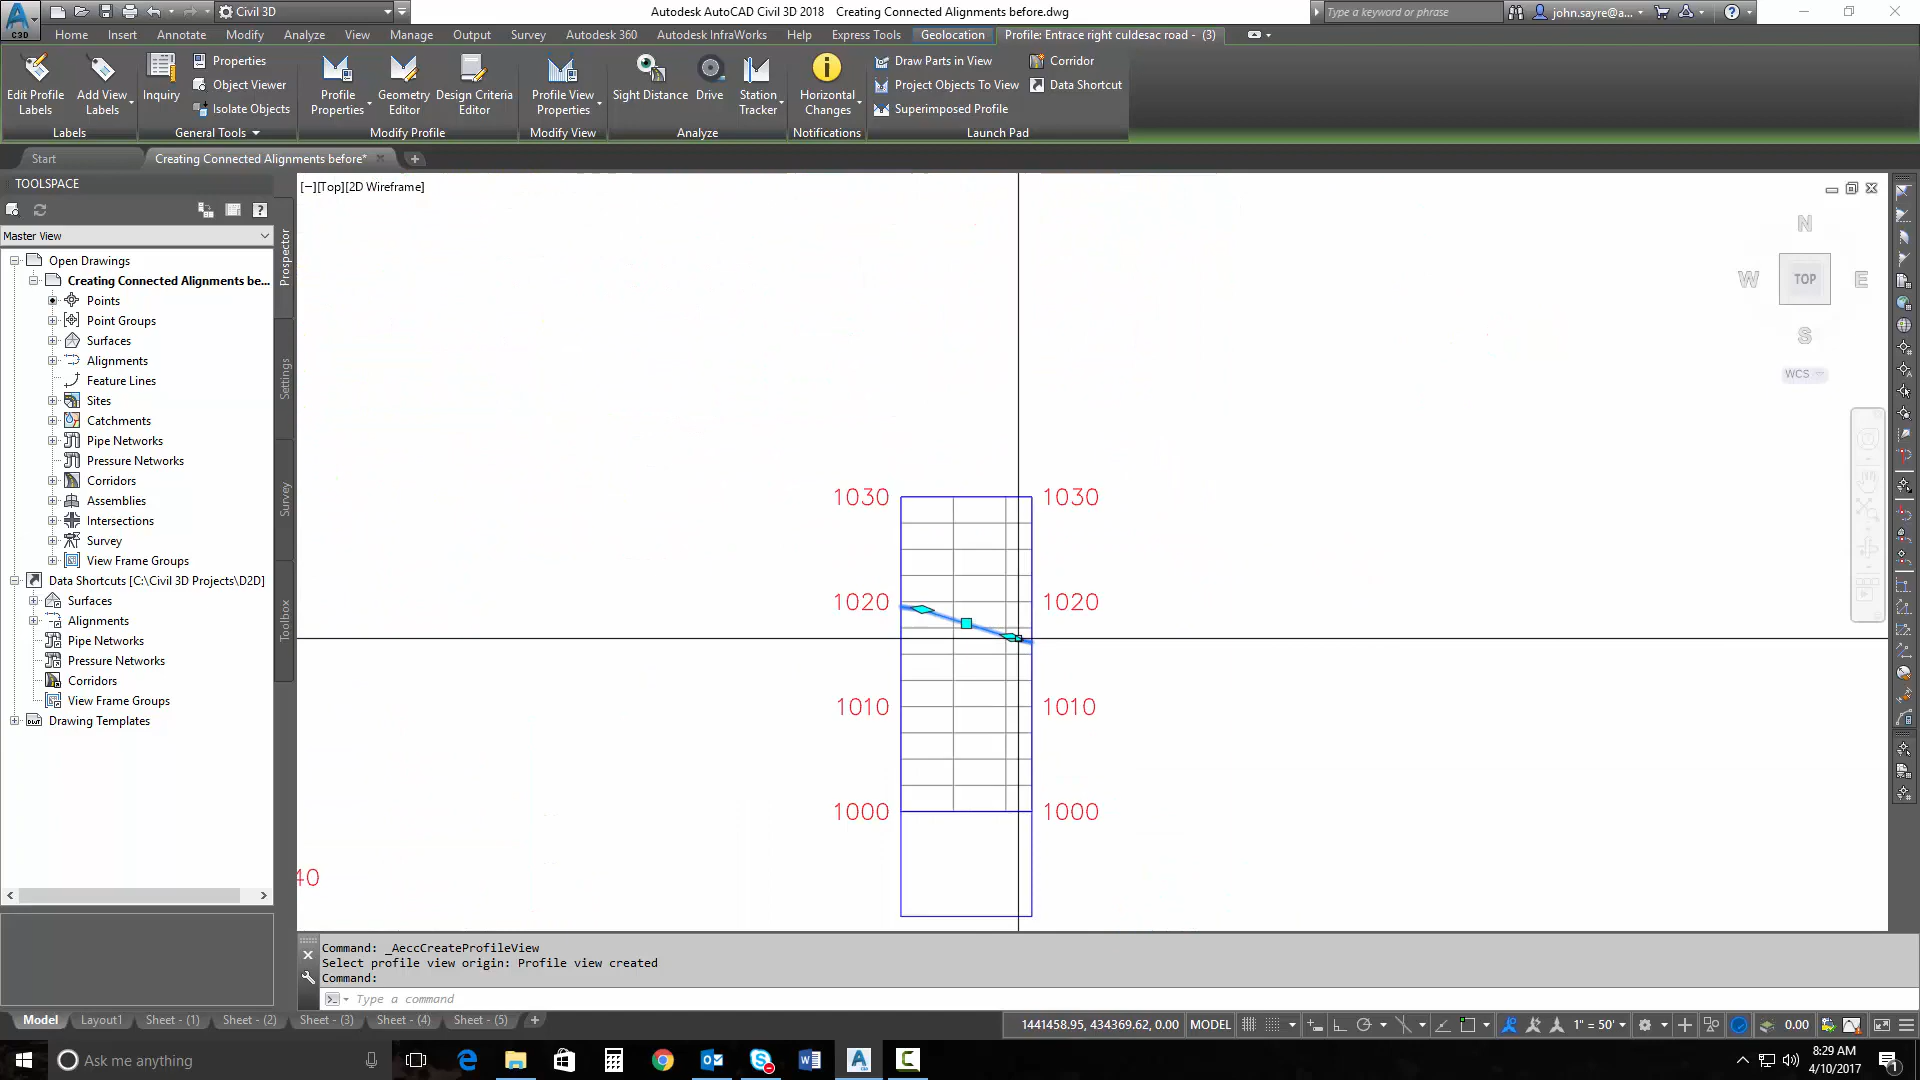 C3D
Civil 3D
Autodesk AutoCAD Civil 3D 2018 Creating Connected Alignments before.dwg
Type a keyword or phrase
john.sayre@a...
Home Insert Annotate Modify Analyze View Manage Output Survey Autodesk 360 Autodesk InfraWorks Help Express Tools Geolocation Profile: Entrace right culdesac road - (3)
Edit Profile Labels
Add View Labels
Labels
Inquiry
Properties
Object Viewer
Isolate Objects
General Tools
Profile Properties
Geometry Editor
Design Criteria Editor
Modify Profile
Profile View Properties
Modify View
Sight Distance
Drive
Station Tracker
Analyze
Horizontal Changes
Notifications
Draw Parts in View
Project Objects To View
Superimposed Profile
Corridor
Data Shortcut
Launch Pad
Start
Creating Connected Alignments before*
TOOLSPACE
Master View
Open Drawings
Creating Connected Alignments be...
Points
Point Groups
Surfaces
Alignments
Feature Lines
Sites
Catchments
Pipe Networks
Pressure Networks
Corridors
Assemblies
Intersections
Survey
View Frame Groups
Data Shortcuts [C:\Civil 3D Projects\D2D]
Surfaces
Alignments
Pipe Networks
Pressure Networks
Corridors
View Frame Groups
Drawing Templates
Prospector
Settings
Survey
Toolbox
[−][Top][2D Wireframe]
N
W TOP E
S
WCS
1030 1030
1020 1020
1010 1010
1000 1000
40
Command: _AeccCreateProfileView
Select profile view origin: Profile view created
Command:
Type a command
Model Layout1 Sheet - (1) Sheet - (2) Sheet - (3) Sheet - (4) Sheet - (5)
1441458.95, 434369.62, 0.00 MODEL
1" = 50'
0.00
Ask me anything
8:29 AM
4/10/2017
1